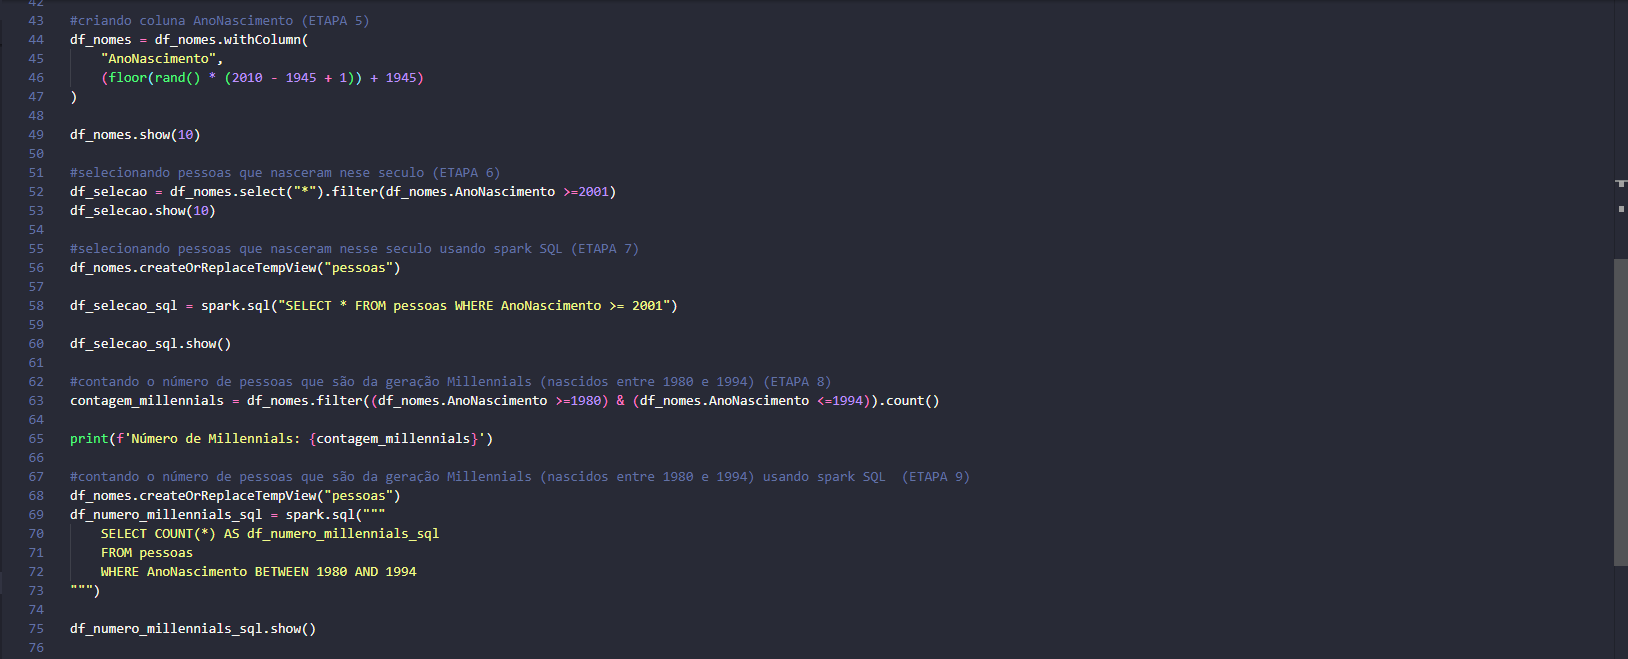 42
43 #criando coluna AnoNascimento (ETAPA 5)
44 df_nomes = df_nomes.withColumn(
45     "AnoNascimento",
46     (floor(rand() * (2010 - 1945 + 1)) + 1945)
47 )
48
49 df_nomes.show(10)
50
51 #selecionando pessoas que nasceram nese seculo (ETAPA 6)
52 df_selecao = df_nomes.select("*").filter(df_nomes.AnoNascimento >=2001)
53 df_selecao.show(10)
54
55 #selecionando pessoas que nasceram nesse seculo usando spark SQL (ETAPA 7)
56 df_nomes.createOrReplaceTempView("pessoas")
57
58 df_selecao_sql = spark.sql("SELECT * FROM pessoas WHERE AnoNascimento >= 2001")
59
60 df_selecao_sql.show()
61
62 #contando o número de pessoas que são da geração Millennials (nascidos entre 1980 e 1994) (ETAPA 8)
63 contagem_millennials = df_nomes.filter((df_nomes.AnoNascimento >=1980) & (df_nomes.AnoNascimento <=1994)).count()
64
65 print(f'Número de Millennials: {contagem_millennials}')
66
67 #contando o número de pessoas que são da geração Millennials (nascidos entre 1980 e 1994) usando spark SQL  (ETAPA 9)
68 df_nomes.createOrReplaceTempView("pessoas")
69 df_numero_millennials_sql = spark.sql("""
70     SELECT COUNT(*) AS df_numero_millennials_sql
71     FROM pessoas
72     WHERE AnoNascimento BETWEEN 1980 AND 1994
73 """)
74
75 df_numero_millennials_sql.show()
76